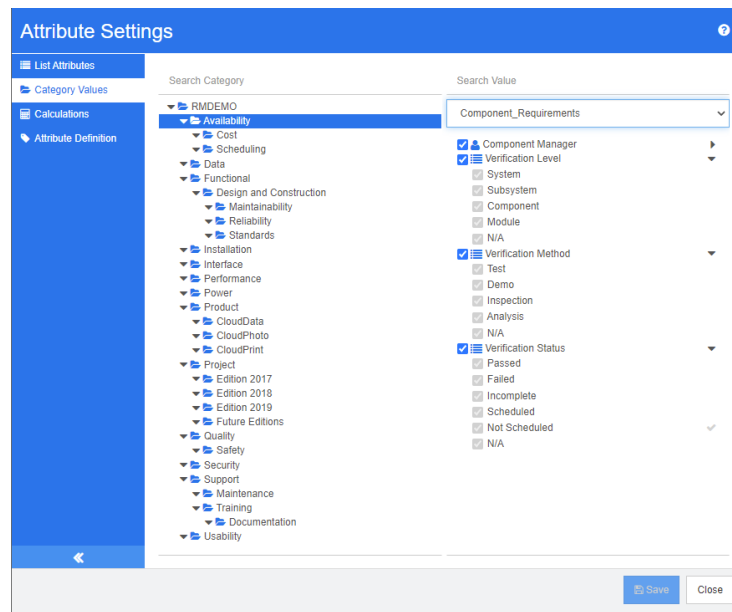 Attribute Settings
List Attributes
Category Values
Calculations
Attribute Definition
Search Category
RMDEMO
Availability
Cost
Scheduling
Data
Functional
Design and Construction
Maintainability
Reliability
Standards
Installation
Interface
Performance
Power
Product
CloudData
CloudPhoto
CloudPrint
Project
Edition 2017
Edition 2018
Edition 2019
Future Editions
Quality
Safety
Security
Support
Maintenance
Training
Documentation
Usability
Search Value
Component_Requirements
Component Manager
Verification Level
System
Subsystem
Component
Module
N/A
Verification Method
Test
Demo
Inspection
Analysis
N/A
Verification Status
Passed
Failed
Incomplete
Scheduled
Not Scheduled
N/A
Save
Close